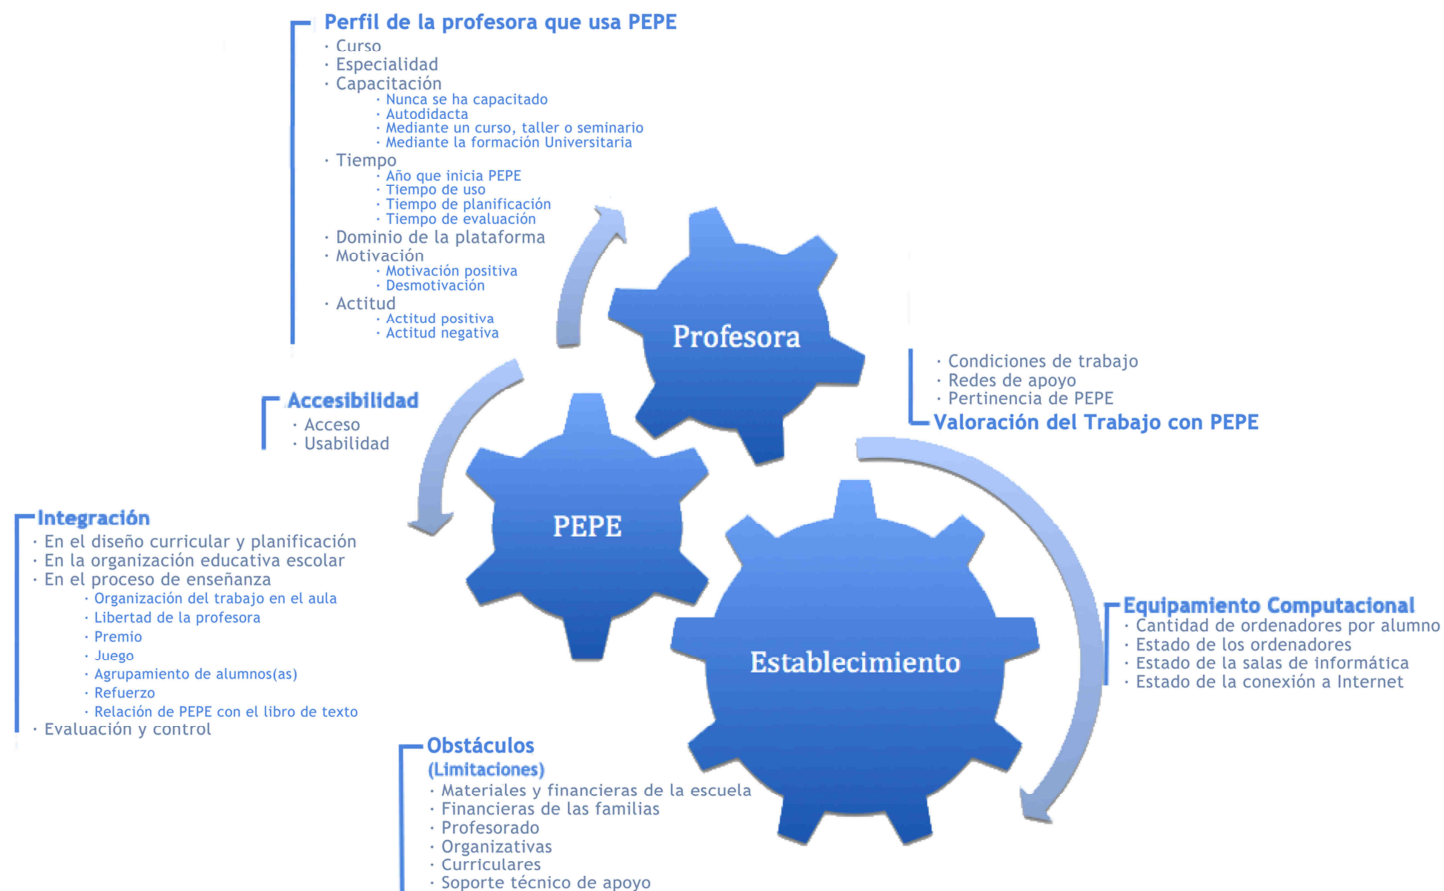 Perfil de la profesora que usa PEPE
· Curso
· Especialidad
· Capacitación
· Nunca se ha capacitado
· Autodidacta
· Mediante un curso, taller o seminario
· Mediante la formación Universitaria
· Tiempo
· Año que inicia PEPE
· Tiempo de uso
· Tiempo de planificación
· Tiempo de evaluación
· Dominio de la plataforma
· Motivación
· Motivación positiva
· Desmotivación
· Actitud
· Actitud positiva
· Actitud negativa
Profesora
· Condiciones de trabajo
· Redes de apoyo
· Pertinencia de PEPE
Valoración del Trabajo con PEPE
Accesibilidad
· Acceso
· Usabilidad
PEPE
Integración
· En el diseño curricular y planificación
· En la organización educativa escolar
· En el proceso de enseñanza
· Organización del trabajo en el aula
· Libertad de la profesora
· Premio
· Juego
· Agrupamiento de alumnos(as)
· Refuerzo
· Relación de PEPE con el libro de texto
· Evaluación y control
Establecimiento
Equipamiento Computacional
· Cantidad de ordenadores por alumno
· Estado de los ordenadores
· Estado de la salas de informática
· Estado de la conexión a Internet
Obstáculos
(Limitaciones)
· Materiales y financieras de la escuela
· Financieras de las familias
· Profesorado
· Organizativas
· Curriculares
· Soporte técnico de apoyo